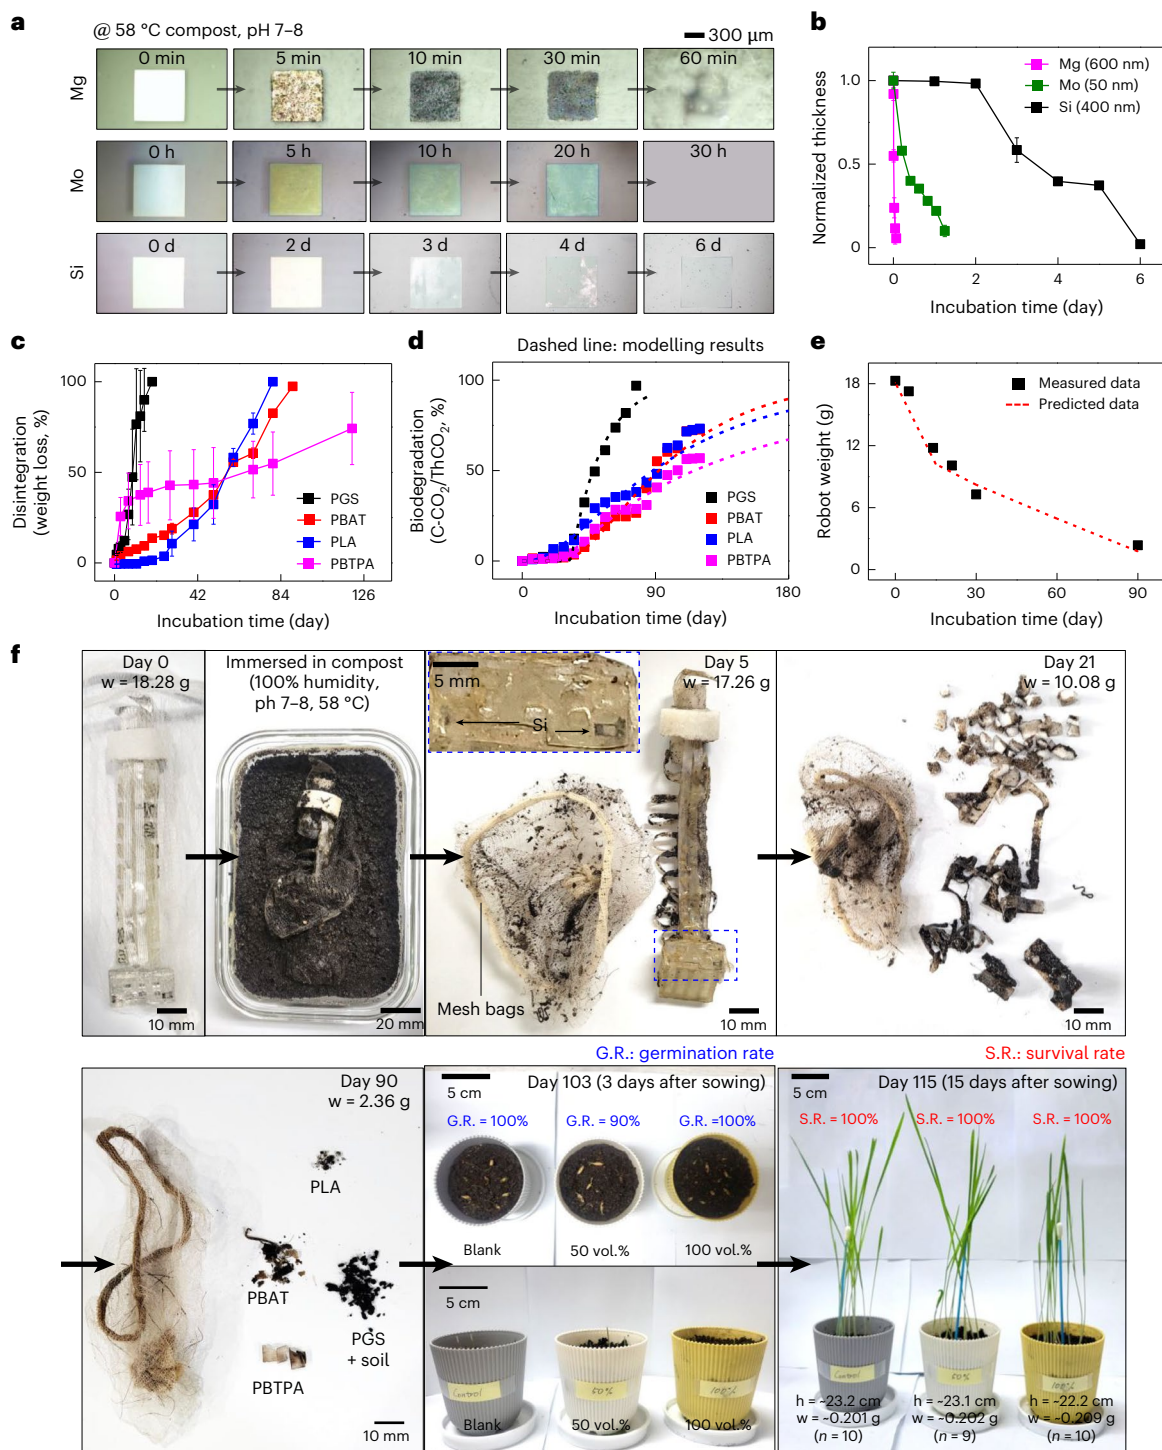 a
@ 58 °C compost, pH 7–8
300 µm
Mg
0 min
5 min
10 min
30 min
60 min
Mo
0 h
5 h
10 h
20 h
30 h
Si
0 d
2 d
3 d
4 d
6 d
b
Normalized thickness
1.0
0.5
0
0
2
4
6
Incubation time (day)
Mg (600 nm)
Mo (50 nm)
Si (400 nm)
c
Disintegration
(weight loss, %)
100
50
0
0
42
84
126
Incubation time (day)
PGS
PBAT
PLA
PBTPA
d
Dashed line: modelling results
Biodegradation
(C-CO₂/ThCO₂, %)
100
50
0
0
90
180
Incubation time (day)
PGS
PBAT
PLA
PBTPA
e
Robot weight (g)
18
12
6
0
0
30
60
90
Incubation time (day)
Measured data
Predicted data
f
Day 0
w = 18.28 g
10 mm
Immersed in compost
(100% humidity,
ph 7–8, 58 °C)
20 mm
5 mm
Si
Day 5
w = 17.26 g
Mesh bags
10 mm
Day 21
w = 10.08 g
10 mm
G.R.: germination rate
S.R.: survival rate
Day 90
w = 2.36 g
PLA
PBAT
PGS
+ soil
PBTPA
10 mm
5 cm
Day 103 (3 days after sowing)
G.R. = 100%
G.R. = 90%
G.R. =100%
Blank
50 vol.%
100 vol.%
5 cm
Control
50%
100%
Blank
50 vol.%
100 vol.%
5 cm
Day 115 (15 days after sowing)
S.R. = 100%
S.R. = 100%
S.R. = 100%
Control
50%
100%
h = ~23.2 cm
w = ~0.201 g
(n = 10)
h = ~23.1 cm
w = ~0.202 g
(n = 9)
h = ~22.2 cm
w = ~0.209 g
(n = 10)